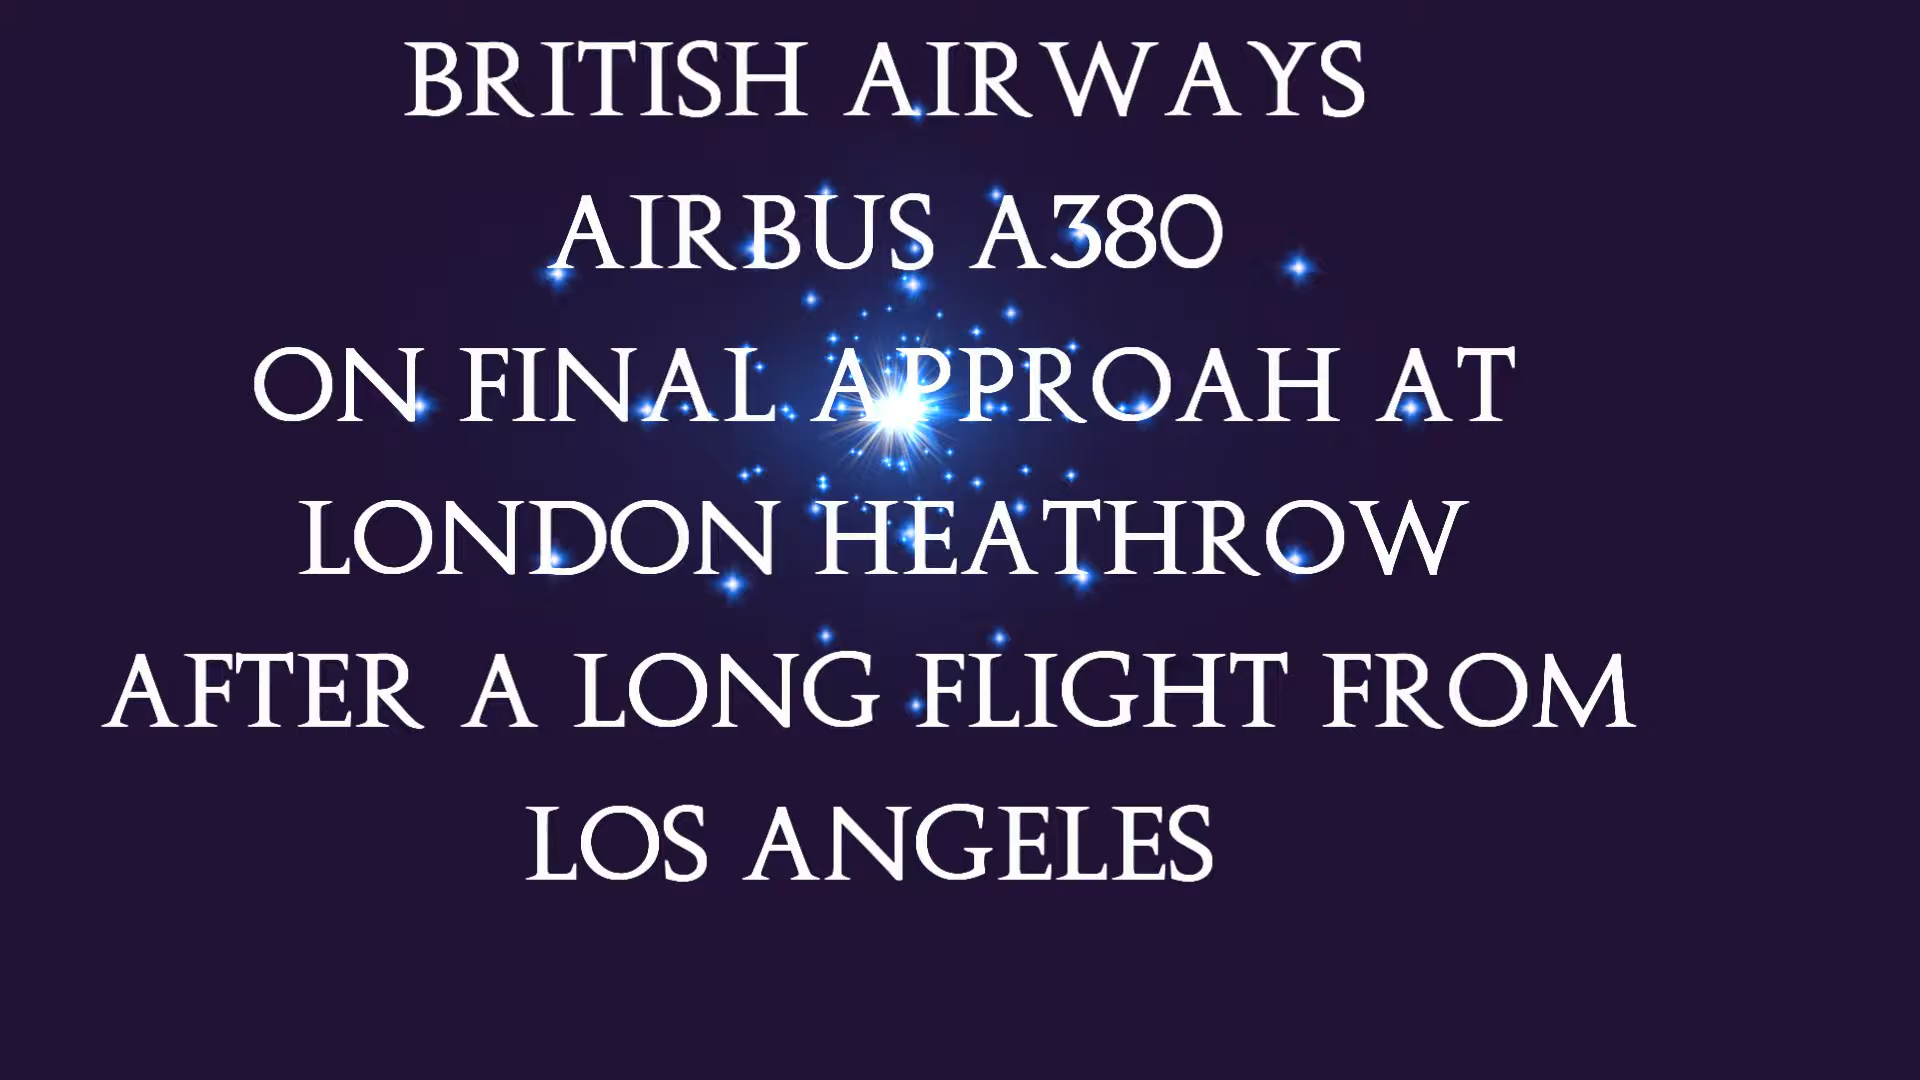 BRITISH AIRWAYS
AIRBUS A380
ON FINAL APPROAH AT
LONDON HEATHROW
AFTER A LONG FLIGHT FROM
LOS ANGELES